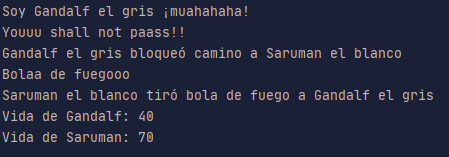 Soy Gandalf el gris ¡muahahaha!
Youuu shall not paass!!
Gandalf el gris bloqueó camino a Saruman el blanco
Bolaa de fuegooo
Saruman el blanco tiró bola de fuego a Gandalf el gris
Vida de Gandalf: 40
Vida de Saruman: 70